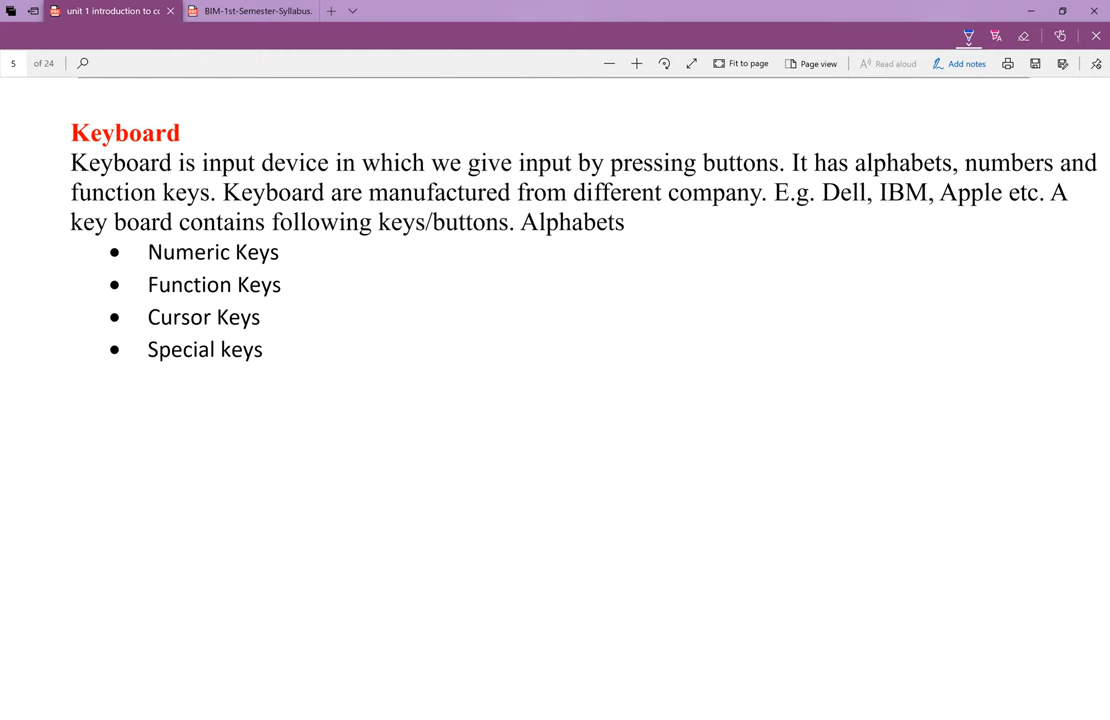 unit 1 introduction to co
BIM-1st-Semester-Syllabus.
5 of 24
Fit to page
Page view
Read aloud
Add notes
Keyboard
Keyboard is input device in which we give input by pressing buttons. It has alphabets, numbers and
function keys. Keyboard are manufactured from different company. E.g. Dell, IBM, Apple etc. A
key board contains following keys/buttons. Alphabets
• Numeric Keys
• Function Keys
• Cursor Keys
• Special keys